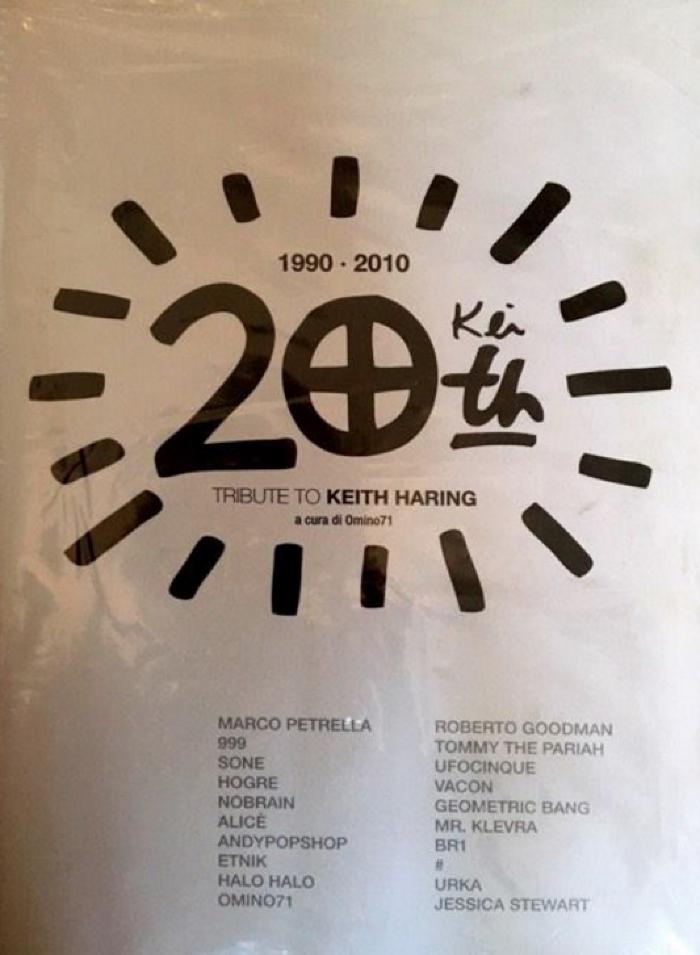 1990 · 2010
20 Kei
th
TRIBUTE TO KEITH HARING
a cura di Omino71
MARCO PETRELLA
999
SONE
HOGRE
NOBRAIN
ALICÈ
ANDYPOPSHOP
ETNIK
HALO HALO
OMINO71
ROBERTO GOODMAN
TOMMY THE PARIAH
UFOCINQUE
VACON
GEOMETRIC BANG
MR. KLEVRA
BR1
#
URKA
JESSICA STEWART